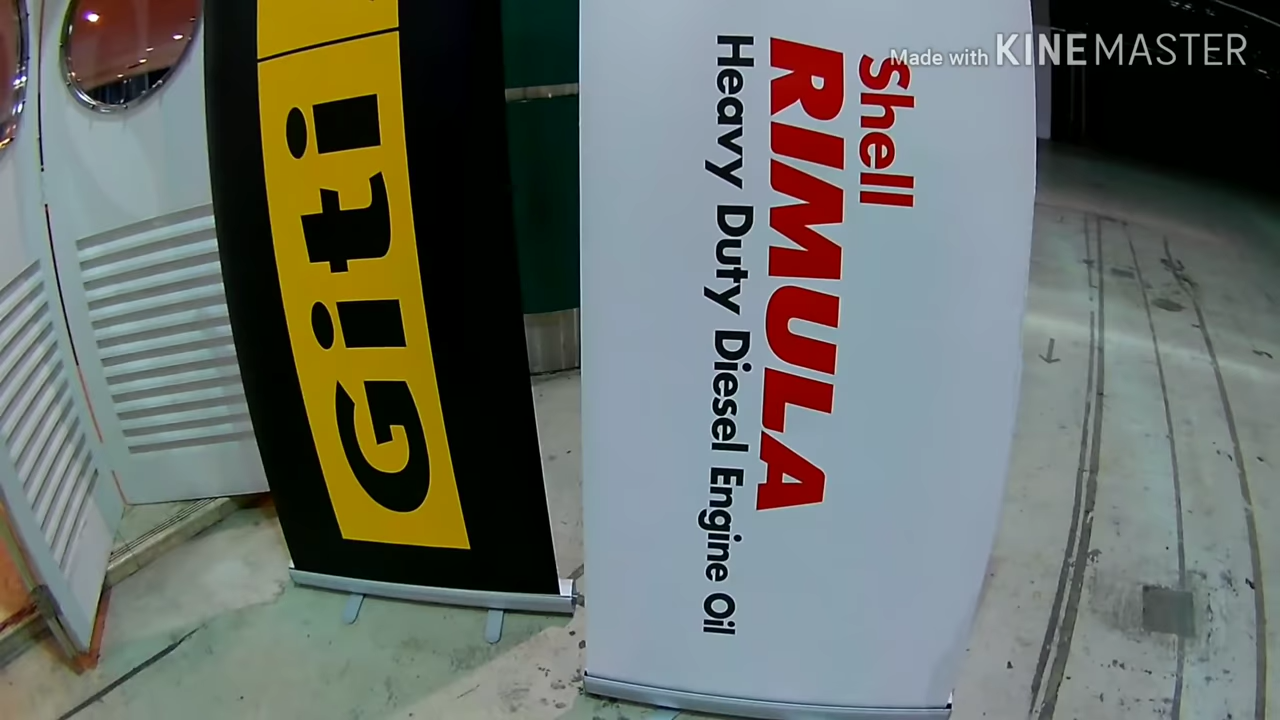 Giti
Shell
RIMULA
Heavy Duty Diesel Engine Oil
Made with KINEMASTER